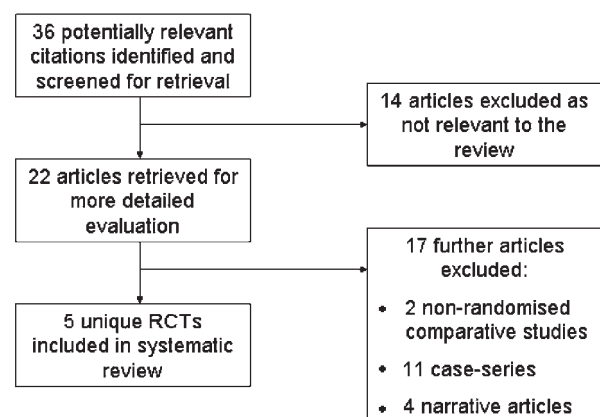 36 potentially relevant
citations identified and
screened for retrieval
14 articles excluded as
not relevant to the
review
22 articles retrieved for
more detailed
evaluation
17 further articles
excluded:
• 2 non-randomised
comparative studies
• 11 case-series
• 4 narrative articles
5 unique RCTs
included in systematic
review